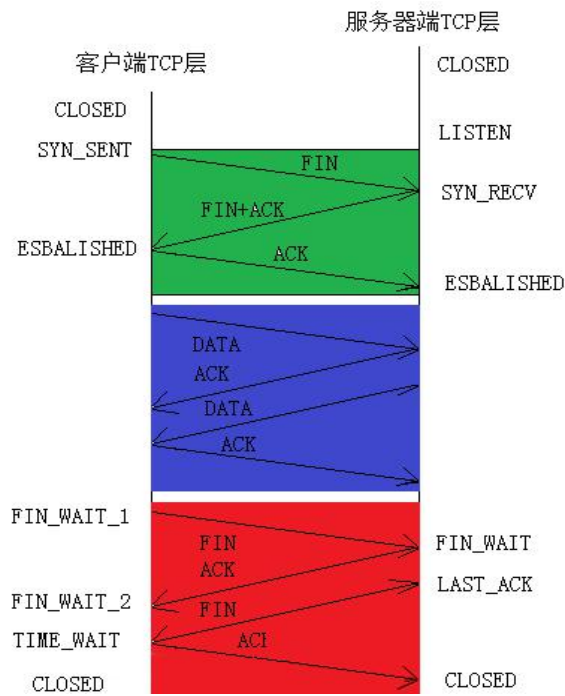 服务器端TCP层
客户端TCP层
CLOSED
CLOSED
LISTEN
SYN_SENT
FIN
SYN_RECV
FIN+ACK
ESBALISHED
ACK
ESBALISHED
DATA
ACK
DATA
ACK
FIN_WAIT_1
FIN
FIN_WAIT
ACK
LAST_ACK
FIN_WAIT_2
FIN
TIME_WAIT
ACI
CLOSED
CLOSED